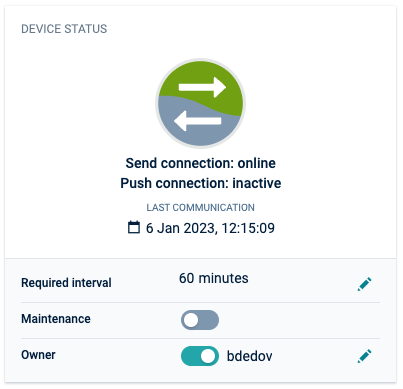 DEVICE STATUS
Send connection: online
Push connection: inactive
LAST COMMUNICATION
6 Jan 2023, 12:15:09
Required interval 60 minutes
Maintenance
Owner bdedov